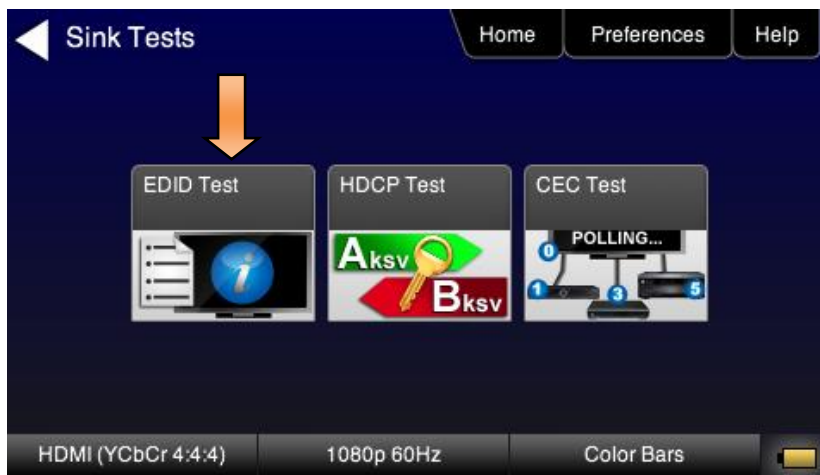 Sink Tests
Home
Preferences
Help
EDID Test
HDCP Test
CEC Test
i
Aksv
Bksv
POLLING...
0
1
3
5
HDMI (YCbCr 4:4:4)
1080p 60Hz
Color Bars